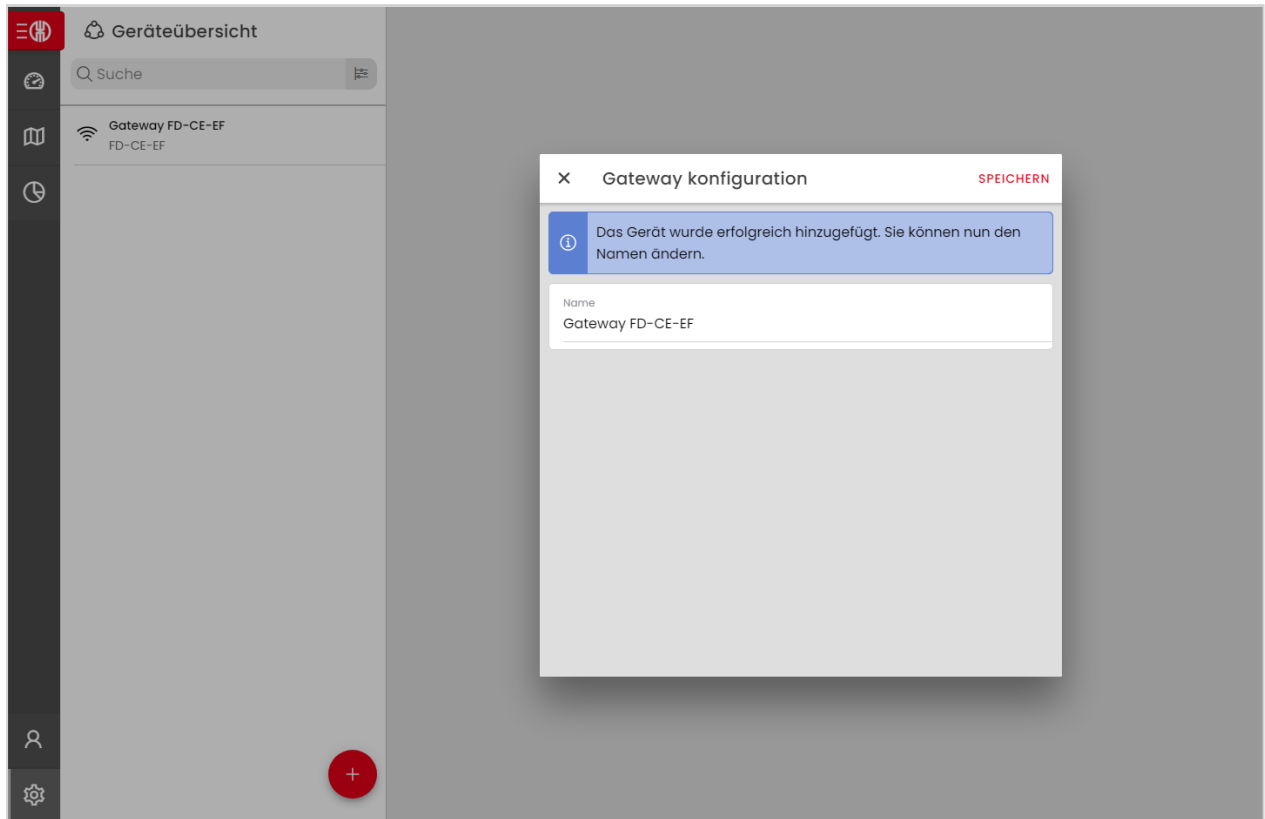 Geräteübersicht
Suche
Gateway FD-CE-EF
FD-CE-EF
Gateway konfiguration
SPEICHERN
Das Gerät wurde erfolgreich hinzugefügt. Sie können nun den
Namen ändern.
Name
Gateway FD-CE-EF